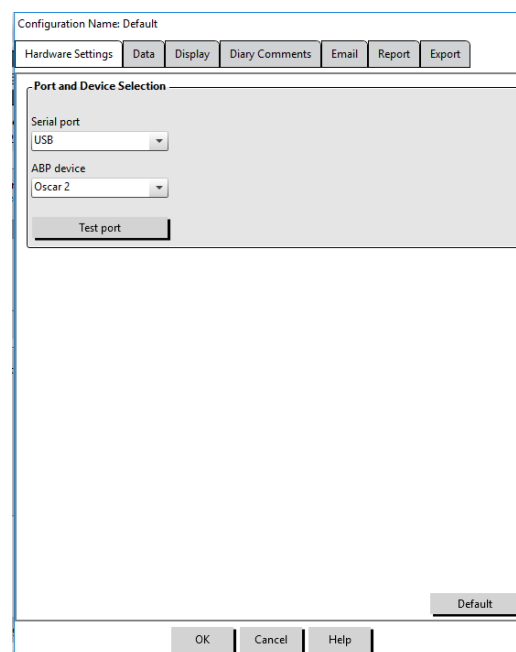 Configuration Name: Default
Hardware Settings Data Display Diary Comments Email Report Export
Port and Device Selection
Serial port
USB
ABP device
Oscar 2
Test port
Default
OK Cancel Help